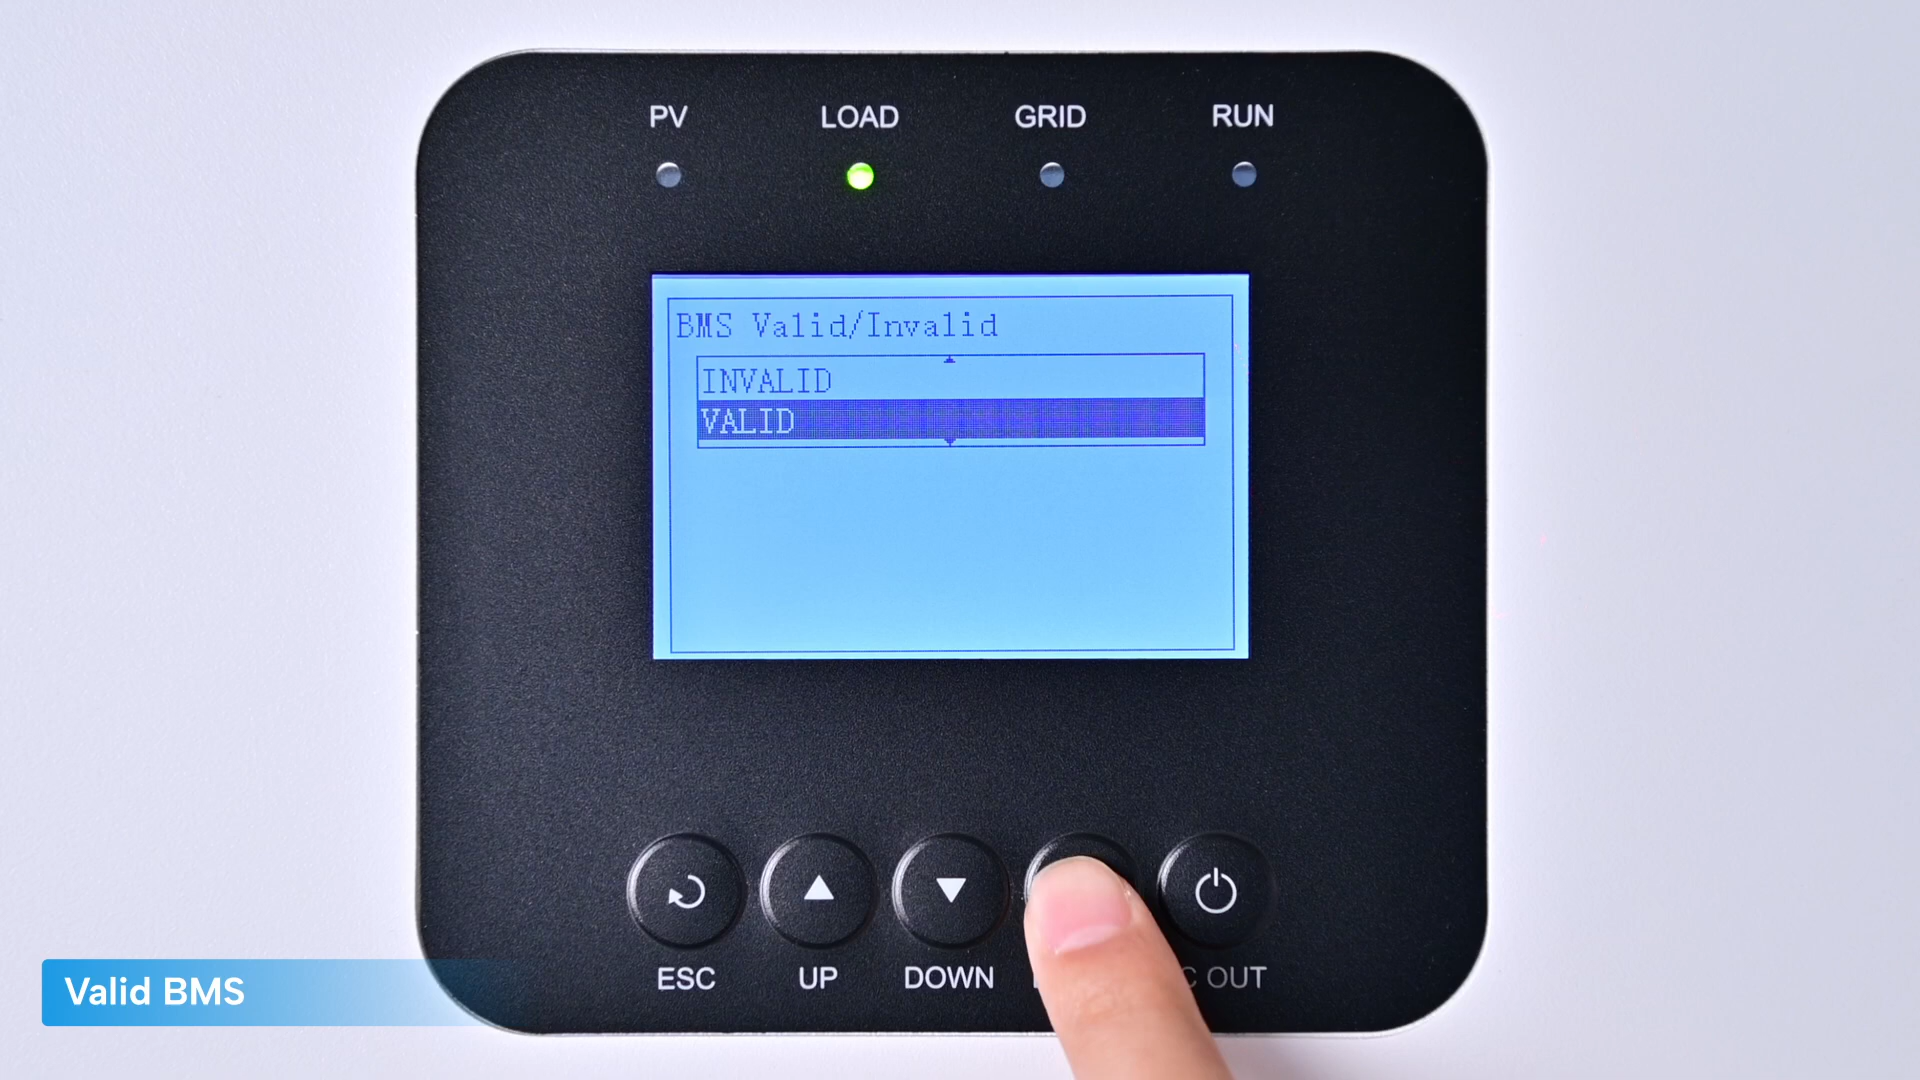 PV LOAD GRID RUN
BMS Valid/Invalid
INVALID
VALID
ESC UP DOWN OUT
Valid BMS